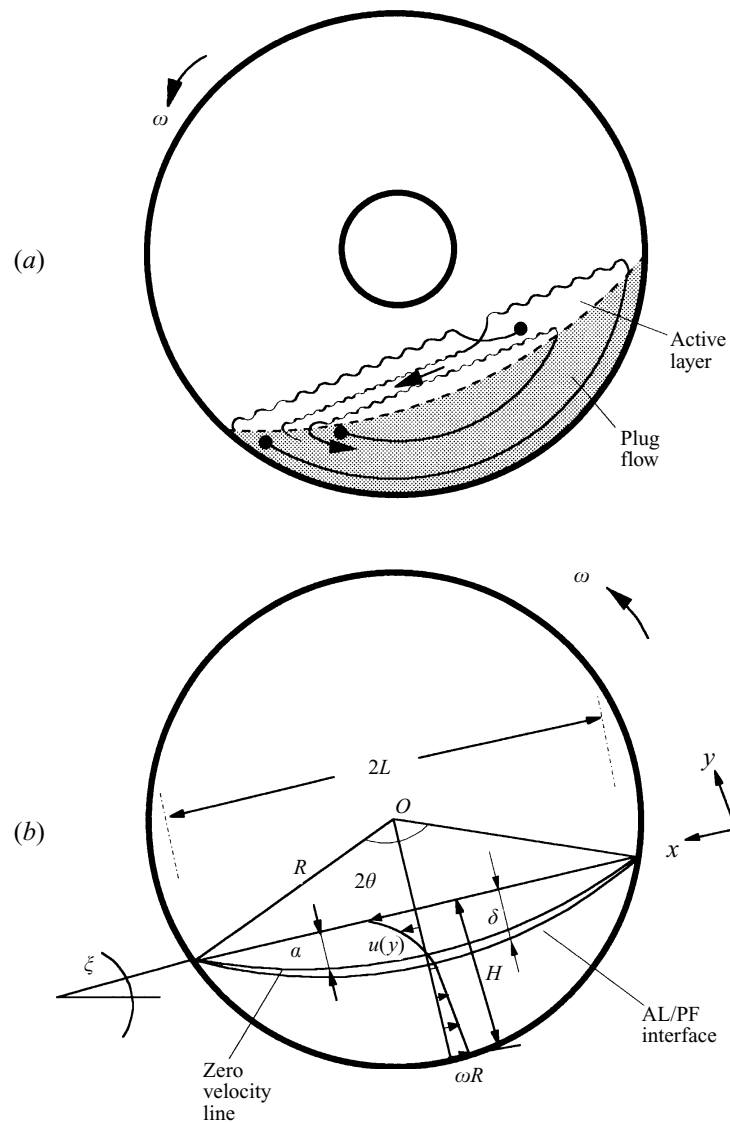 ω
(a)
Active
layer
Plug
flow
ω
2L
y
O
x
(b)
R
2θ
δ
α
u(y)
ξ
H
AL/PF
interface
Zero
velocity
line
ωR